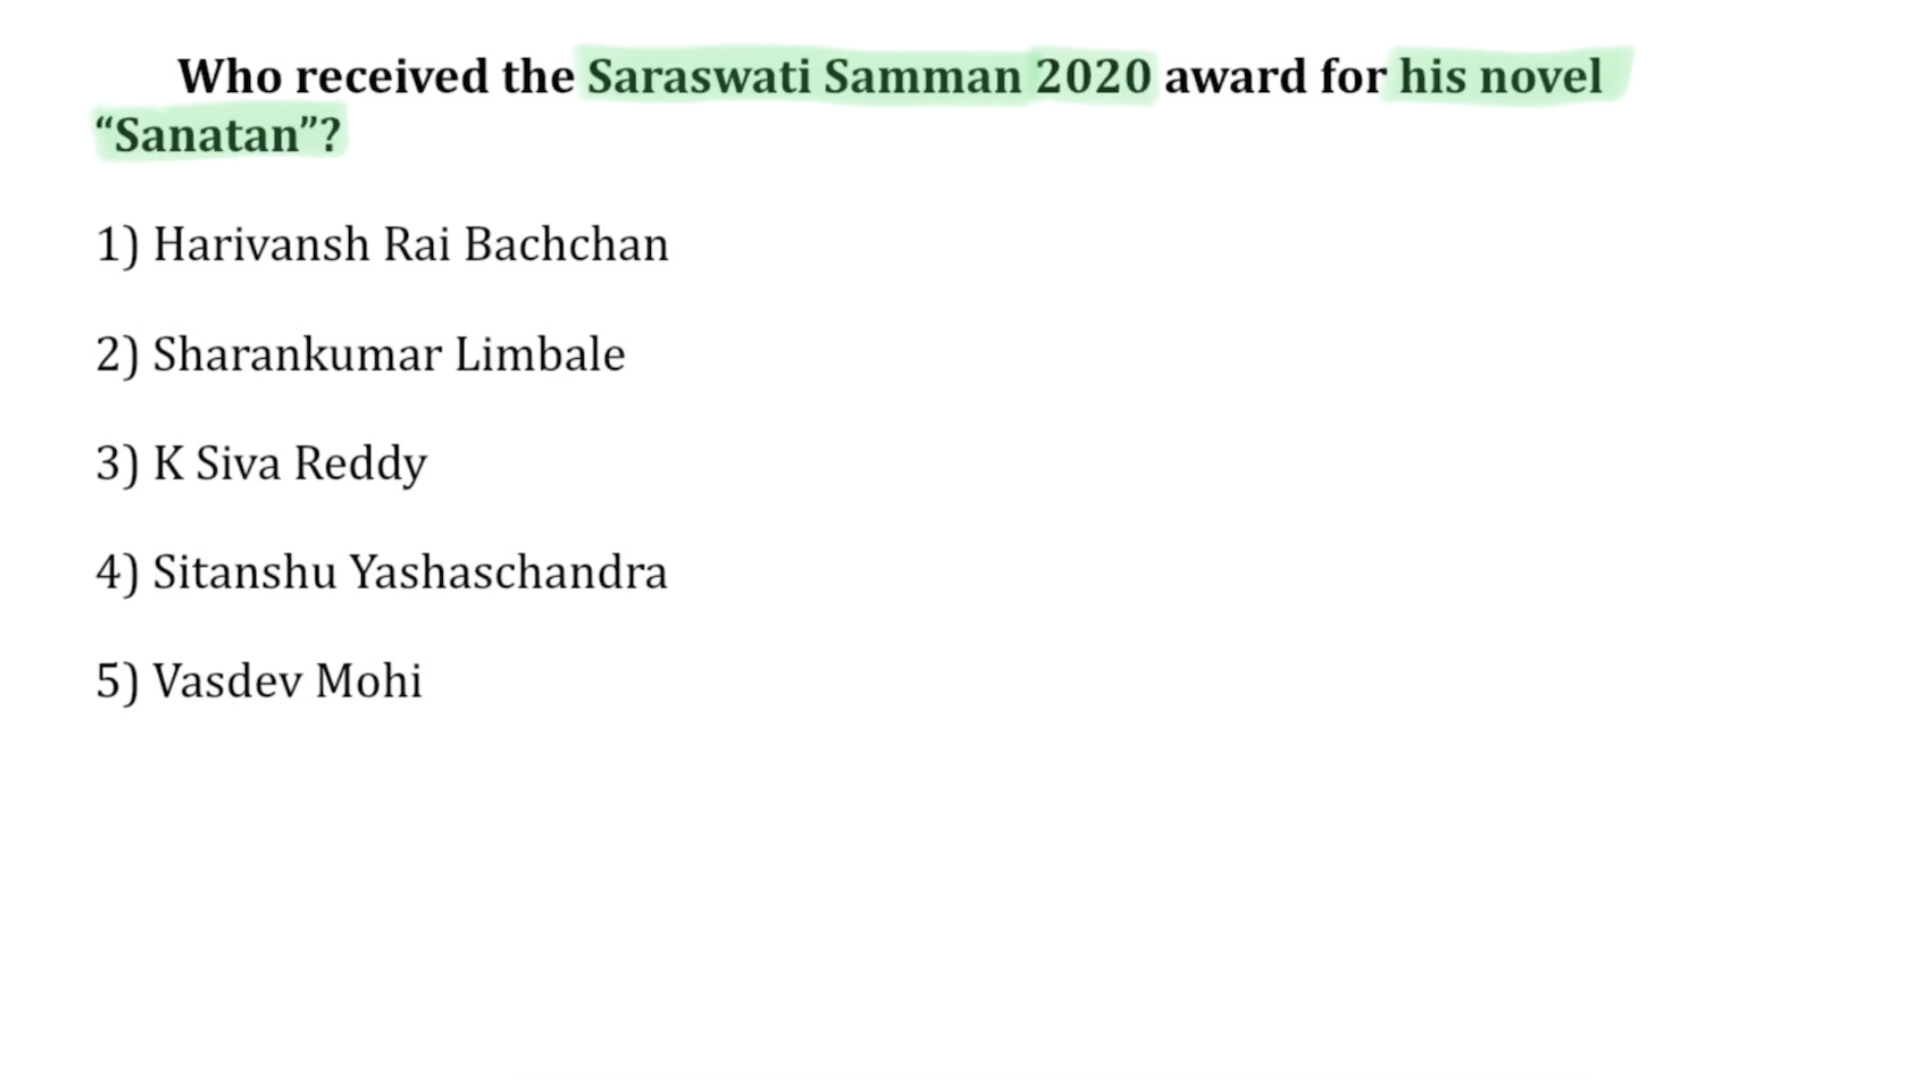 Who received the Saraswati Samman 2020 award for his novel
“Sanatan”?
1) Harivansh Rai Bachchan
2) Sharankumar Limbale
3) K Siva Reddy
4) Sitanshu Yashaschandra
5) Vasdev Mohi